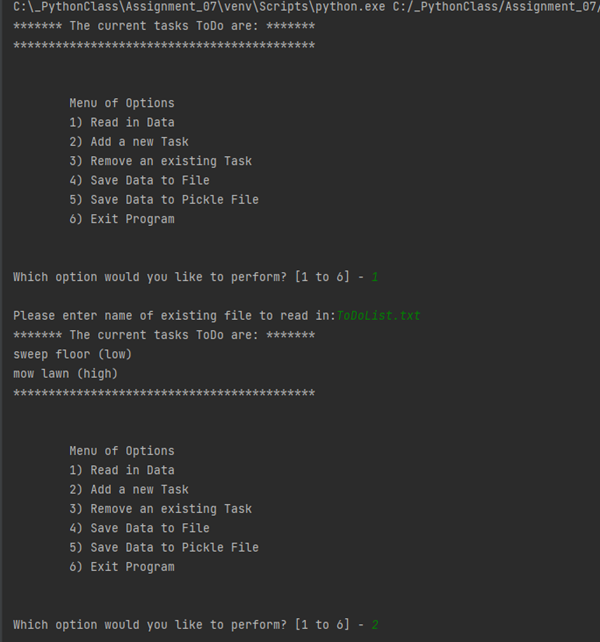 C:\_PythonClass\Assignment_07\venv\Scripts\python.exe C:/_PythonClass/Assignment_07/
******* The current tasks ToDo are: *******
*******************************************
Menu of Options
1) Read in Data
2) Add a new Task
3) Remove an existing Task
4) Save Data to File
5) Save Data to Pickle File
6) Exit Program
Which option would you like to perform? [1 to 6] - 1
Please enter name of existing file to read in:ToDoList.txt
******* The current tasks ToDo are: *******
sweep floor (low)
mow lawn (high)
*******************************************
Menu of Options
1) Read in Data
2) Add a new Task
3) Remove an existing Task
4) Save Data to File
5) Save Data to Pickle File
6) Exit Program
Which option would you like to perform? [1 to 6] - 2